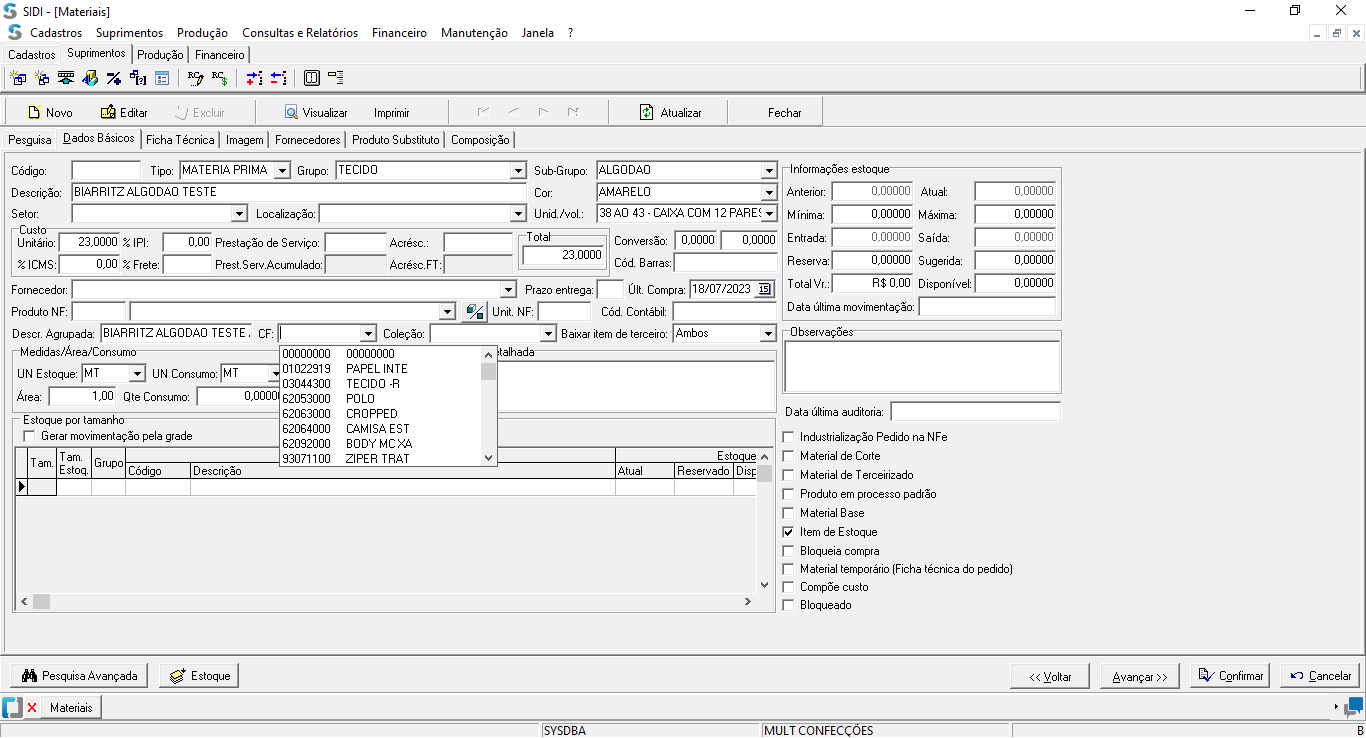 SIDI - [Materiais]
Cadastros Suprimentos Produção Consultas e Relatórios Financeiro Manutenção Janela ?
Cadastros Suprimentos Produção Financeiro
Novo Editar Excluir Visualizar Imprimir Atualizar Fechar
Pesquisa Dados Básicos Ficha Técnica Imagem Fornecedores Produto Substituto Composição
Código: Tipo: MATERIA PRIMA Grupo: TECIDO Sub-Grupo: ALGODAO
Descrição: BIARRITZ ALGODAO TESTE Cor: AMARELO
Setor: Localização: Unid./vol.: 38 AO 43 - CAIXA COM 12 PARES
Custo
Unitário: 23,0000 % IPI: 0,00 Prestação de Serviço: Acrésc.:
% ICMS: 0,00 % Frete: Prest.Serv.Acumulado: Acrésc.FT:
Total
23,0000
Conversão: 0,0000 0,0000
Cód. Barras:
Fornecedor: Prazo entrega: Últ. Compra: 18/07/2023 15
Produto NF: Unit. NF: Cód. Contábil:
Descr. Agrupada: BIARRITZ ALGODAO TESTE . CF: Coleção: Baixar item de terceiro: Ambos
00000000 00000000
01022919 PAPEL INTE
03044300 TECIDO -R
62053000 POLO
62063000 CROPPED
62064000 CAMISA EST
62092000 BODY MC XA
93071100 ZIPER TRAT
Medidas/Área/Consumo
etalhada
UN Estoque: MT UN Consumo: MT
Área: 1,00 Qte Consumo: 0,0000
Estoque por tamanho
Gerar movimentação pela grade
Tam. Tam. Estoq. Grupo Estoque
Código Descrição Atual Reservado Disp
Informações estoque
Anterior: 0,00000 Atual: 0,00000
Mínima: 0,00000 Máxima: 0,00000
Entrada: 0,00000 Saída: 0,00000
Reserva: 0,00000 Sugerida: 0,00000
Total Vr.: R$ 0,00 Disponível: 0,00000
Data última movimentação:
Observações
Data última auditoria:
Industrialização Pedido na NFe
Material de Corte
Material de Terceirizado
Produto em processo padrão
Material Base
Item de Estoque
Bloqueia compra
Material temporário (Ficha técnica do pedido)
Compõe custo
Bloqueado
Pesquisa Avançada Estoque << Voltar Avançar >> Confirmar Cancelar
Materiais
SYSDBA MULT CONFECÇÕES B